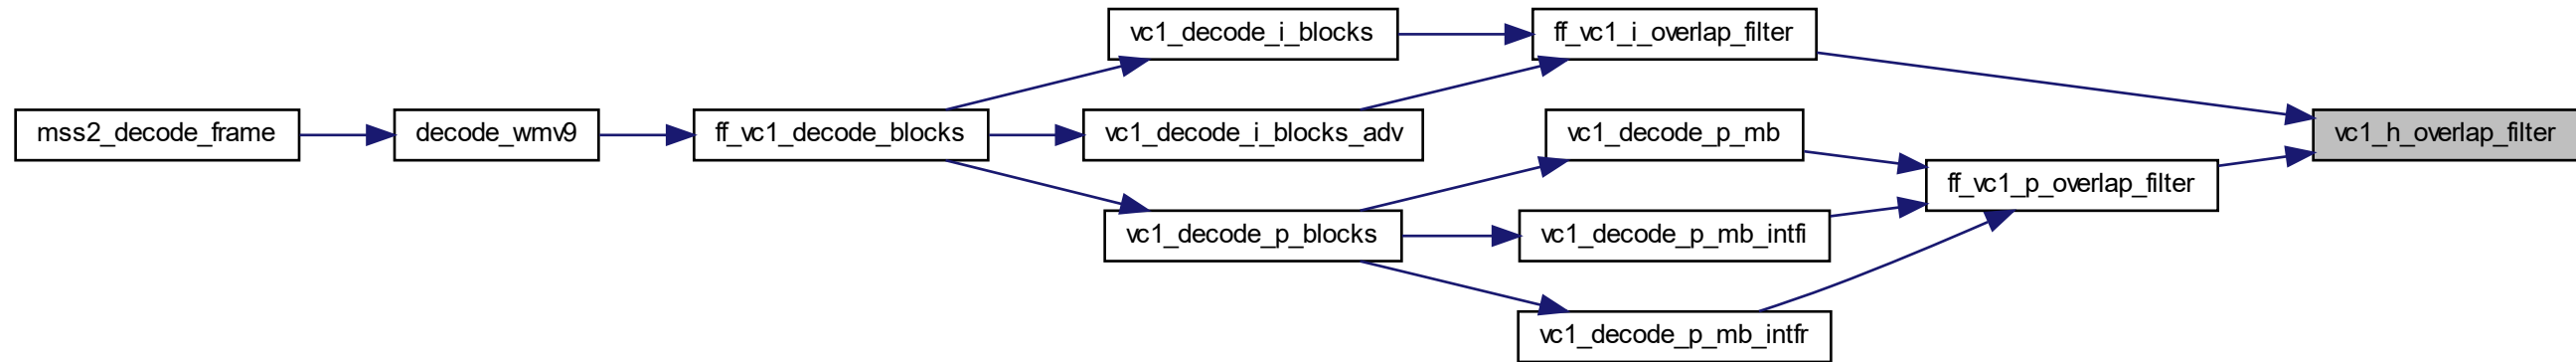 vc1_decode_i_blocks
ff_vc1_i_overlap_filter
mss2_decode_frame
decode_wmv9
ff_vc1_decode_blocks
vc1_decode_i_blocks_adv
vc1_decode_p_mb
vc1_h_overlap_filter
ff_vc1_p_overlap_filter
vc1_decode_p_blocks
vc1_decode_p_mb_intfi
vc1_decode_p_mb_intfr